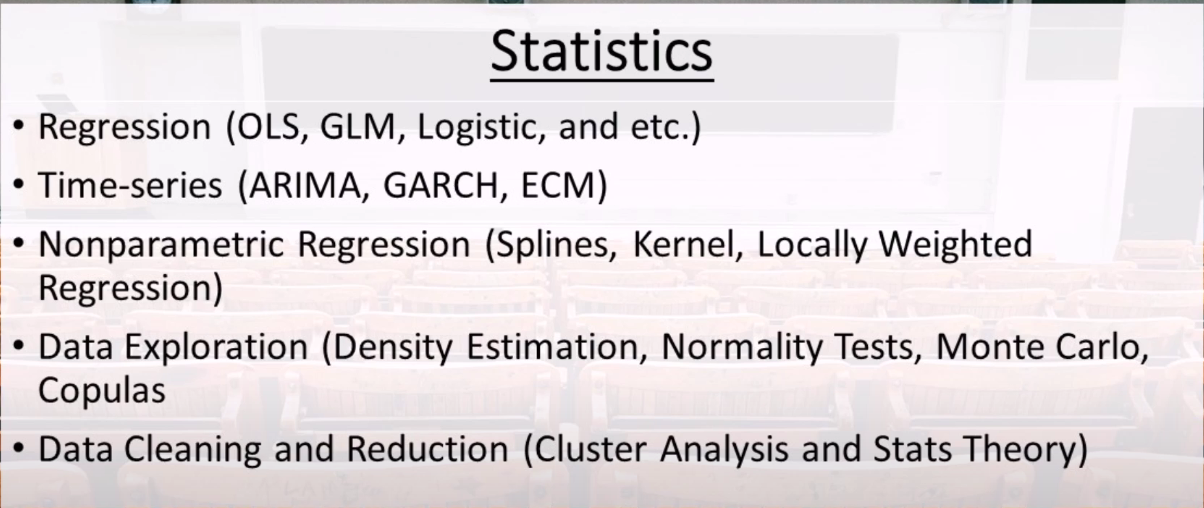 Statistics
• Regression (OLS, GLM, Logistic, and etc.)
• Time-series (ARIMA, GARCH, ECM)
• Nonparametric Regression (Splines, Kernel, Locally Weighted
Regression)
• Data Exploration (Density Estimation, Normality Tests, Monte Carlo,
Copulas
• Data Cleaning and Reduction (Cluster Analysis and Stats Theory)